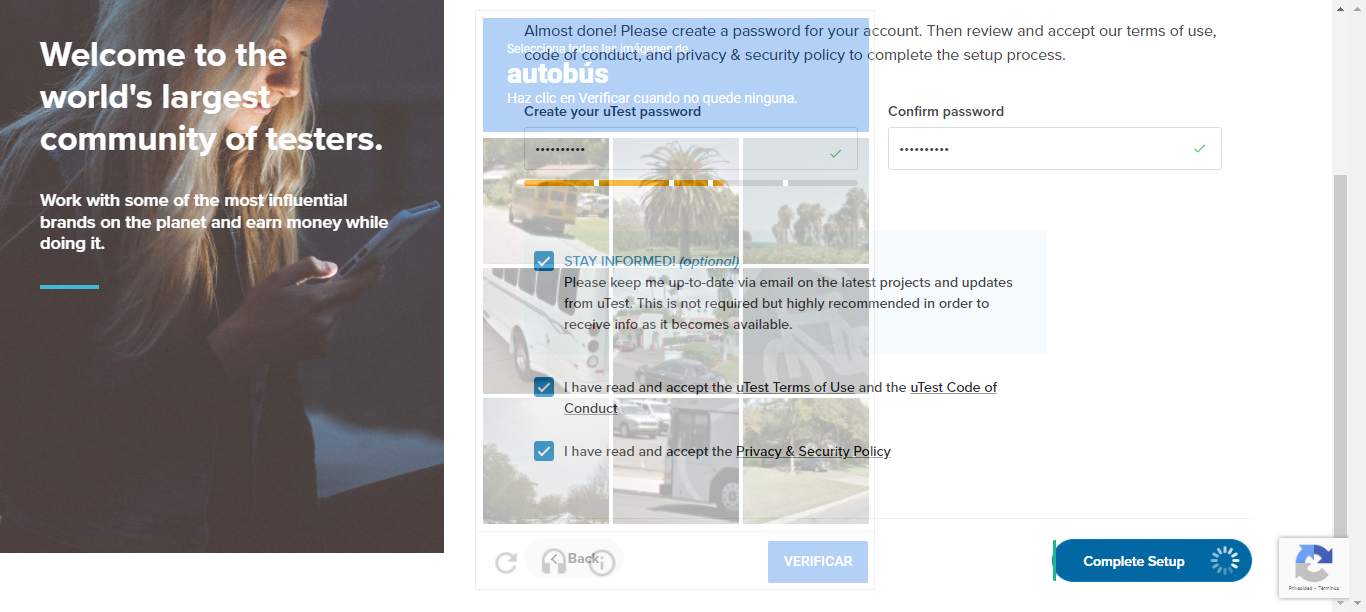 Welcome to the
world's largest
community of testers.
Work with some of the most influential
brands on the planet and earn money while
doing it.
Almost done! Please create a password for your account. Then review and accept our terms of use,
code of conduct, and privacy & security policy to complete the setup process.
Selecciona todas las imágenes de
autobús
Haz clic en Verificar cuando no quede ninguna.
Create your uTest password
Confirm password
••••••••••
••••••••••
STAY INFORMED! (optional)
Please keep me up-to-date via email on the latest projects and updates
from uTest. This is not required but highly recommended in order to
receive info as it becomes available.
I have read and accept the uTest Terms of Use and the uTest Code of
Conduct
I have read and accept the Privacy & Security Policy
Back
VERIFICAR
Complete Setup
Privacidad - Términos